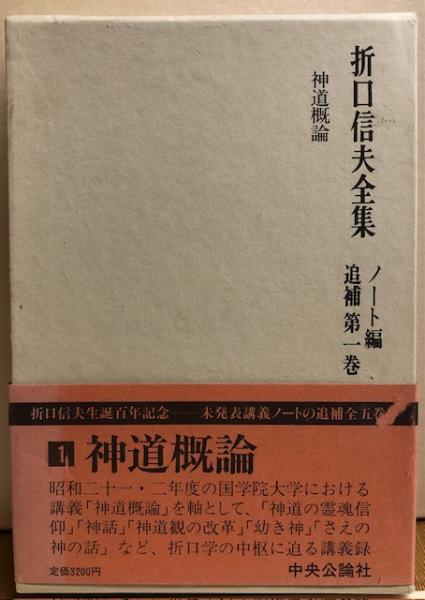 折口信夫全集
ノート編
追補 第一巻
神道概論
折口信夫生誕百年記念——未発表講義ノートの追補全五巻
1 神道概論
昭和二十一・二年度の国学院大学における
講義「神道概論」を軸として、「神道の霊魂信
仰」「神話」「神道観の改革」「幼き神」「さえの
神の話」など、折口学の中枢に迫る講義録
定価3200円
中央公論社